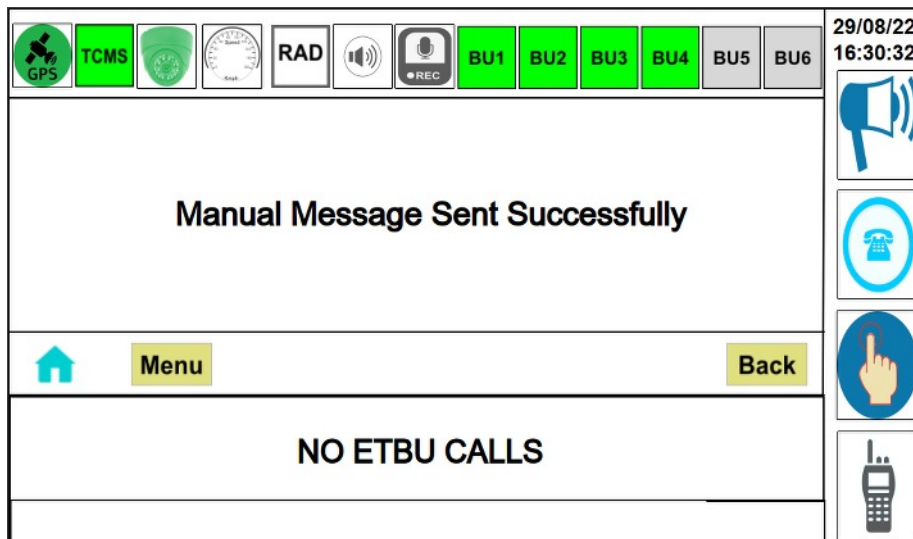 GPS
TCMS
Speed
RAD
REC
BU1
BU2
BU3
BU4
BU5
BU6
29/08/22
16:30:32
Manual Message Sent Successfully
Menu
Back
NO ETBU CALLS